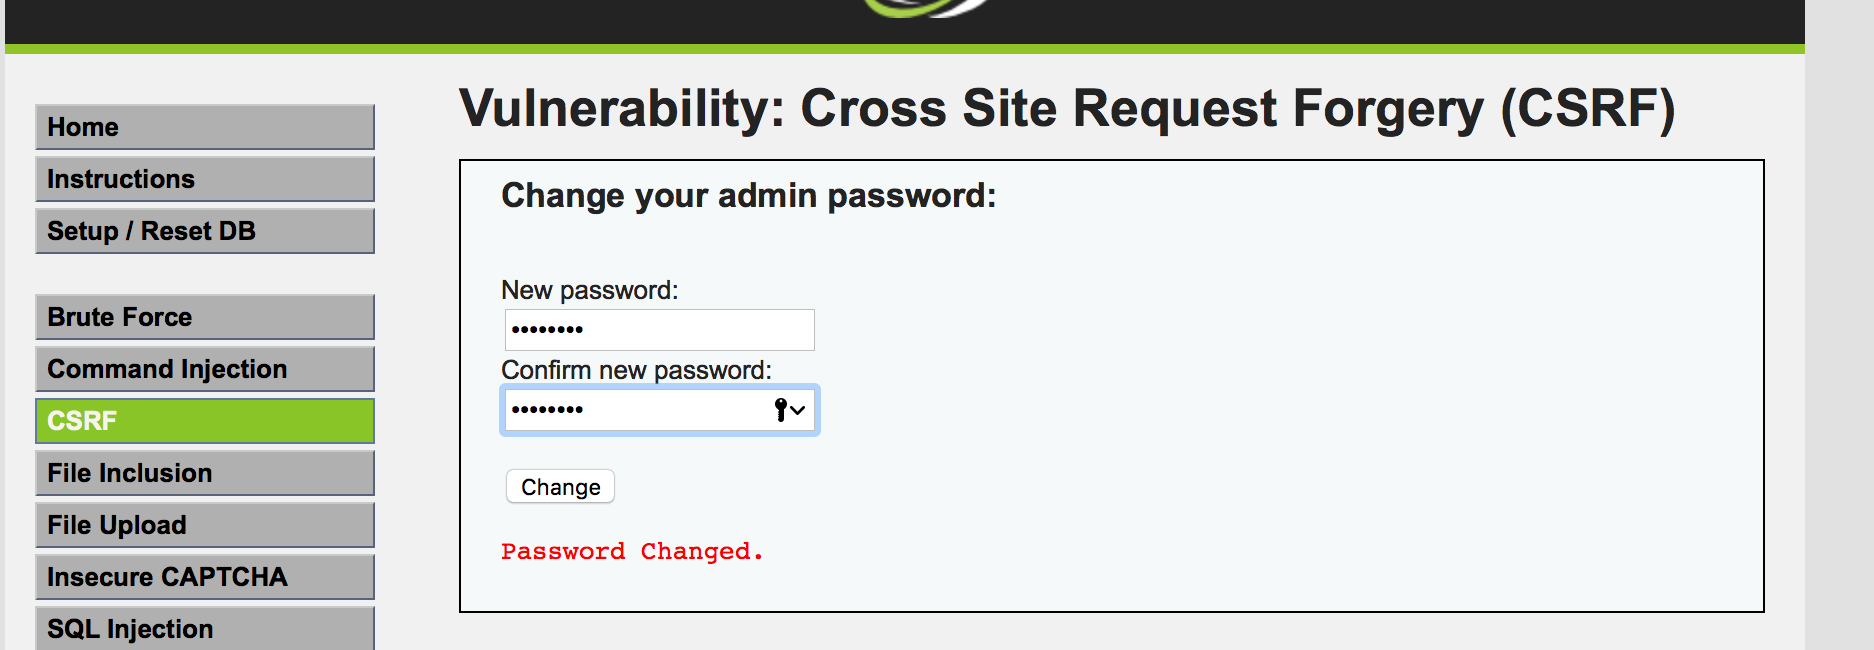 Home
Instructions
Setup / Reset DB
Brute Force
Command Injection
CSRF
File Inclusion
File Upload
Insecure CAPTCHA
SQL Injection
Vulnerability: Cross Site Request Forgery (CSRF)
Change your admin password:
New password:
••••••••
Confirm new password:
••••••••
Change
Password Changed.